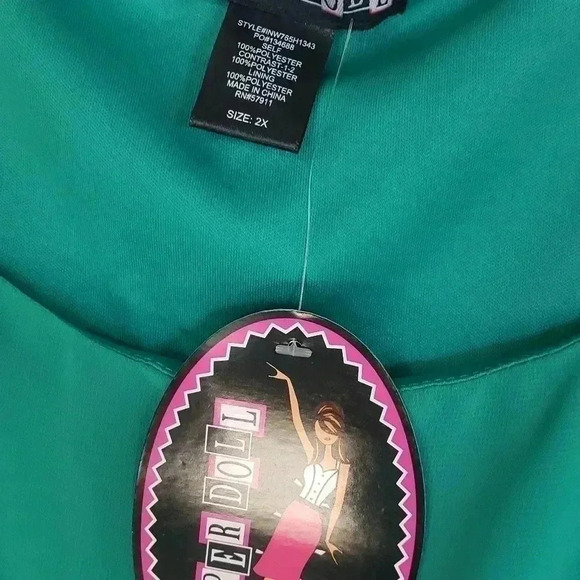 OLL
STYLE#INW785H1343
PO#134688
SELF
100%POLYESTER
CONTRAST-1-2
100%POLYESTER
LINING
100%POLYESTER
MADE IN CHINA
RN#57911
SIZE: 2X
PER DOLL